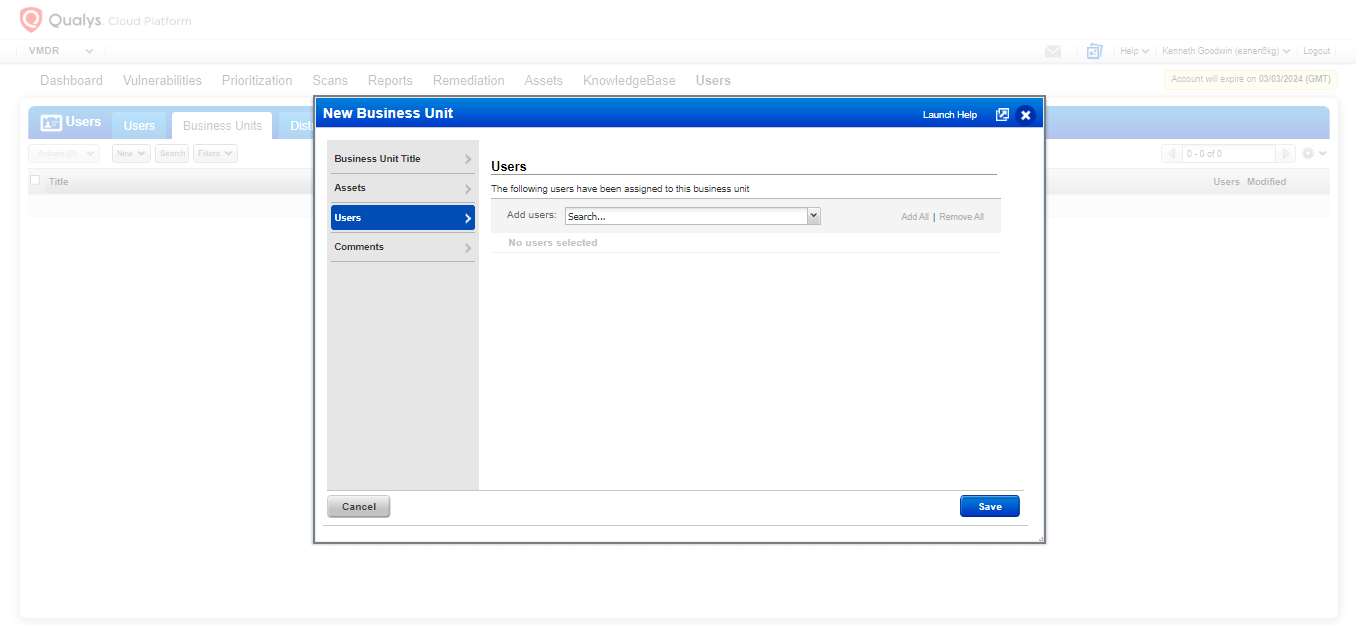 Qualys. Cloud Platform
VMDR
Help
Kenneth Goodwin (eanen6kg)
Logout
Dashboard
Vulnerabilities
Prioritization
Scans
Reports
Remediation
Assets
KnowledgeBase
Users
Account will expire on 03/03/2024 (GMT)
Users
Users
Business Units
Dist
Actions (0)
New
Search
Filters
0 - 0 of 0
Title
Users
Modified
New Business Unit
Launch Help
Business Unit Title
Assets
Users
Comments
Users
The following users have been assigned to this business unit
Add users:
Search...
Add All | Remove All
No users selected
Cancel
Save